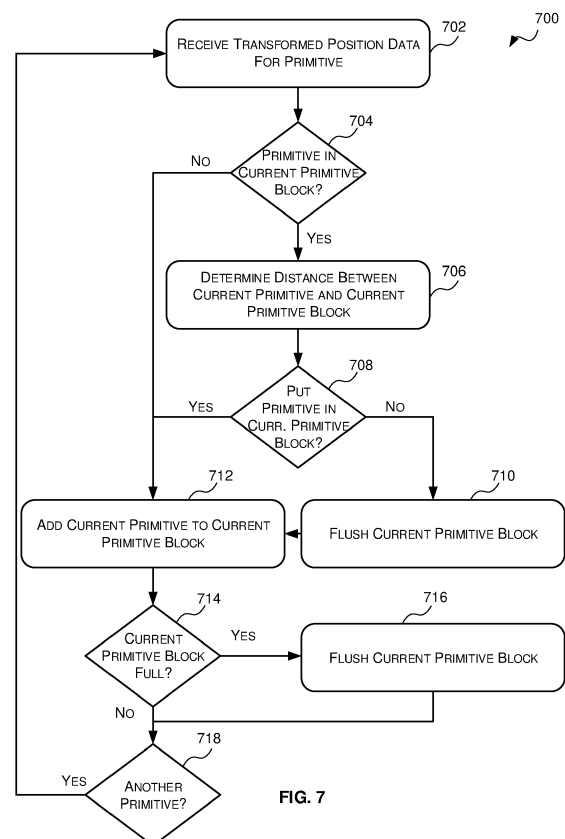 700
702
RECEIVE TRANSFORMED POSITION DATA
FOR PRIMITIVE
704
NO
PRIMITIVE IN
CURRENT PRIMITIVE
BLOCK?
YES
706
DETERMINE DISTANCE BETWEEN
CURRENT PRIMITIVE AND CURRENT
PRIMITIVE BLOCK
708
YES
PUT
PRIMITIVE IN
CURR. PRIMITIVE
BLOCK?
NO
712
ADD CURRENT PRIMITIVE TO CURRENT
PRIMITIVE BLOCK
710
FLUSH CURRENT PRIMITIVE BLOCK
714
CURRENT
PRIMITIVE BLOCK
FULL?
YES
716
FLUSH CURRENT PRIMITIVE BLOCK
NO
718
YES
ANOTHER
PRIMITIVE?
FIG. 7